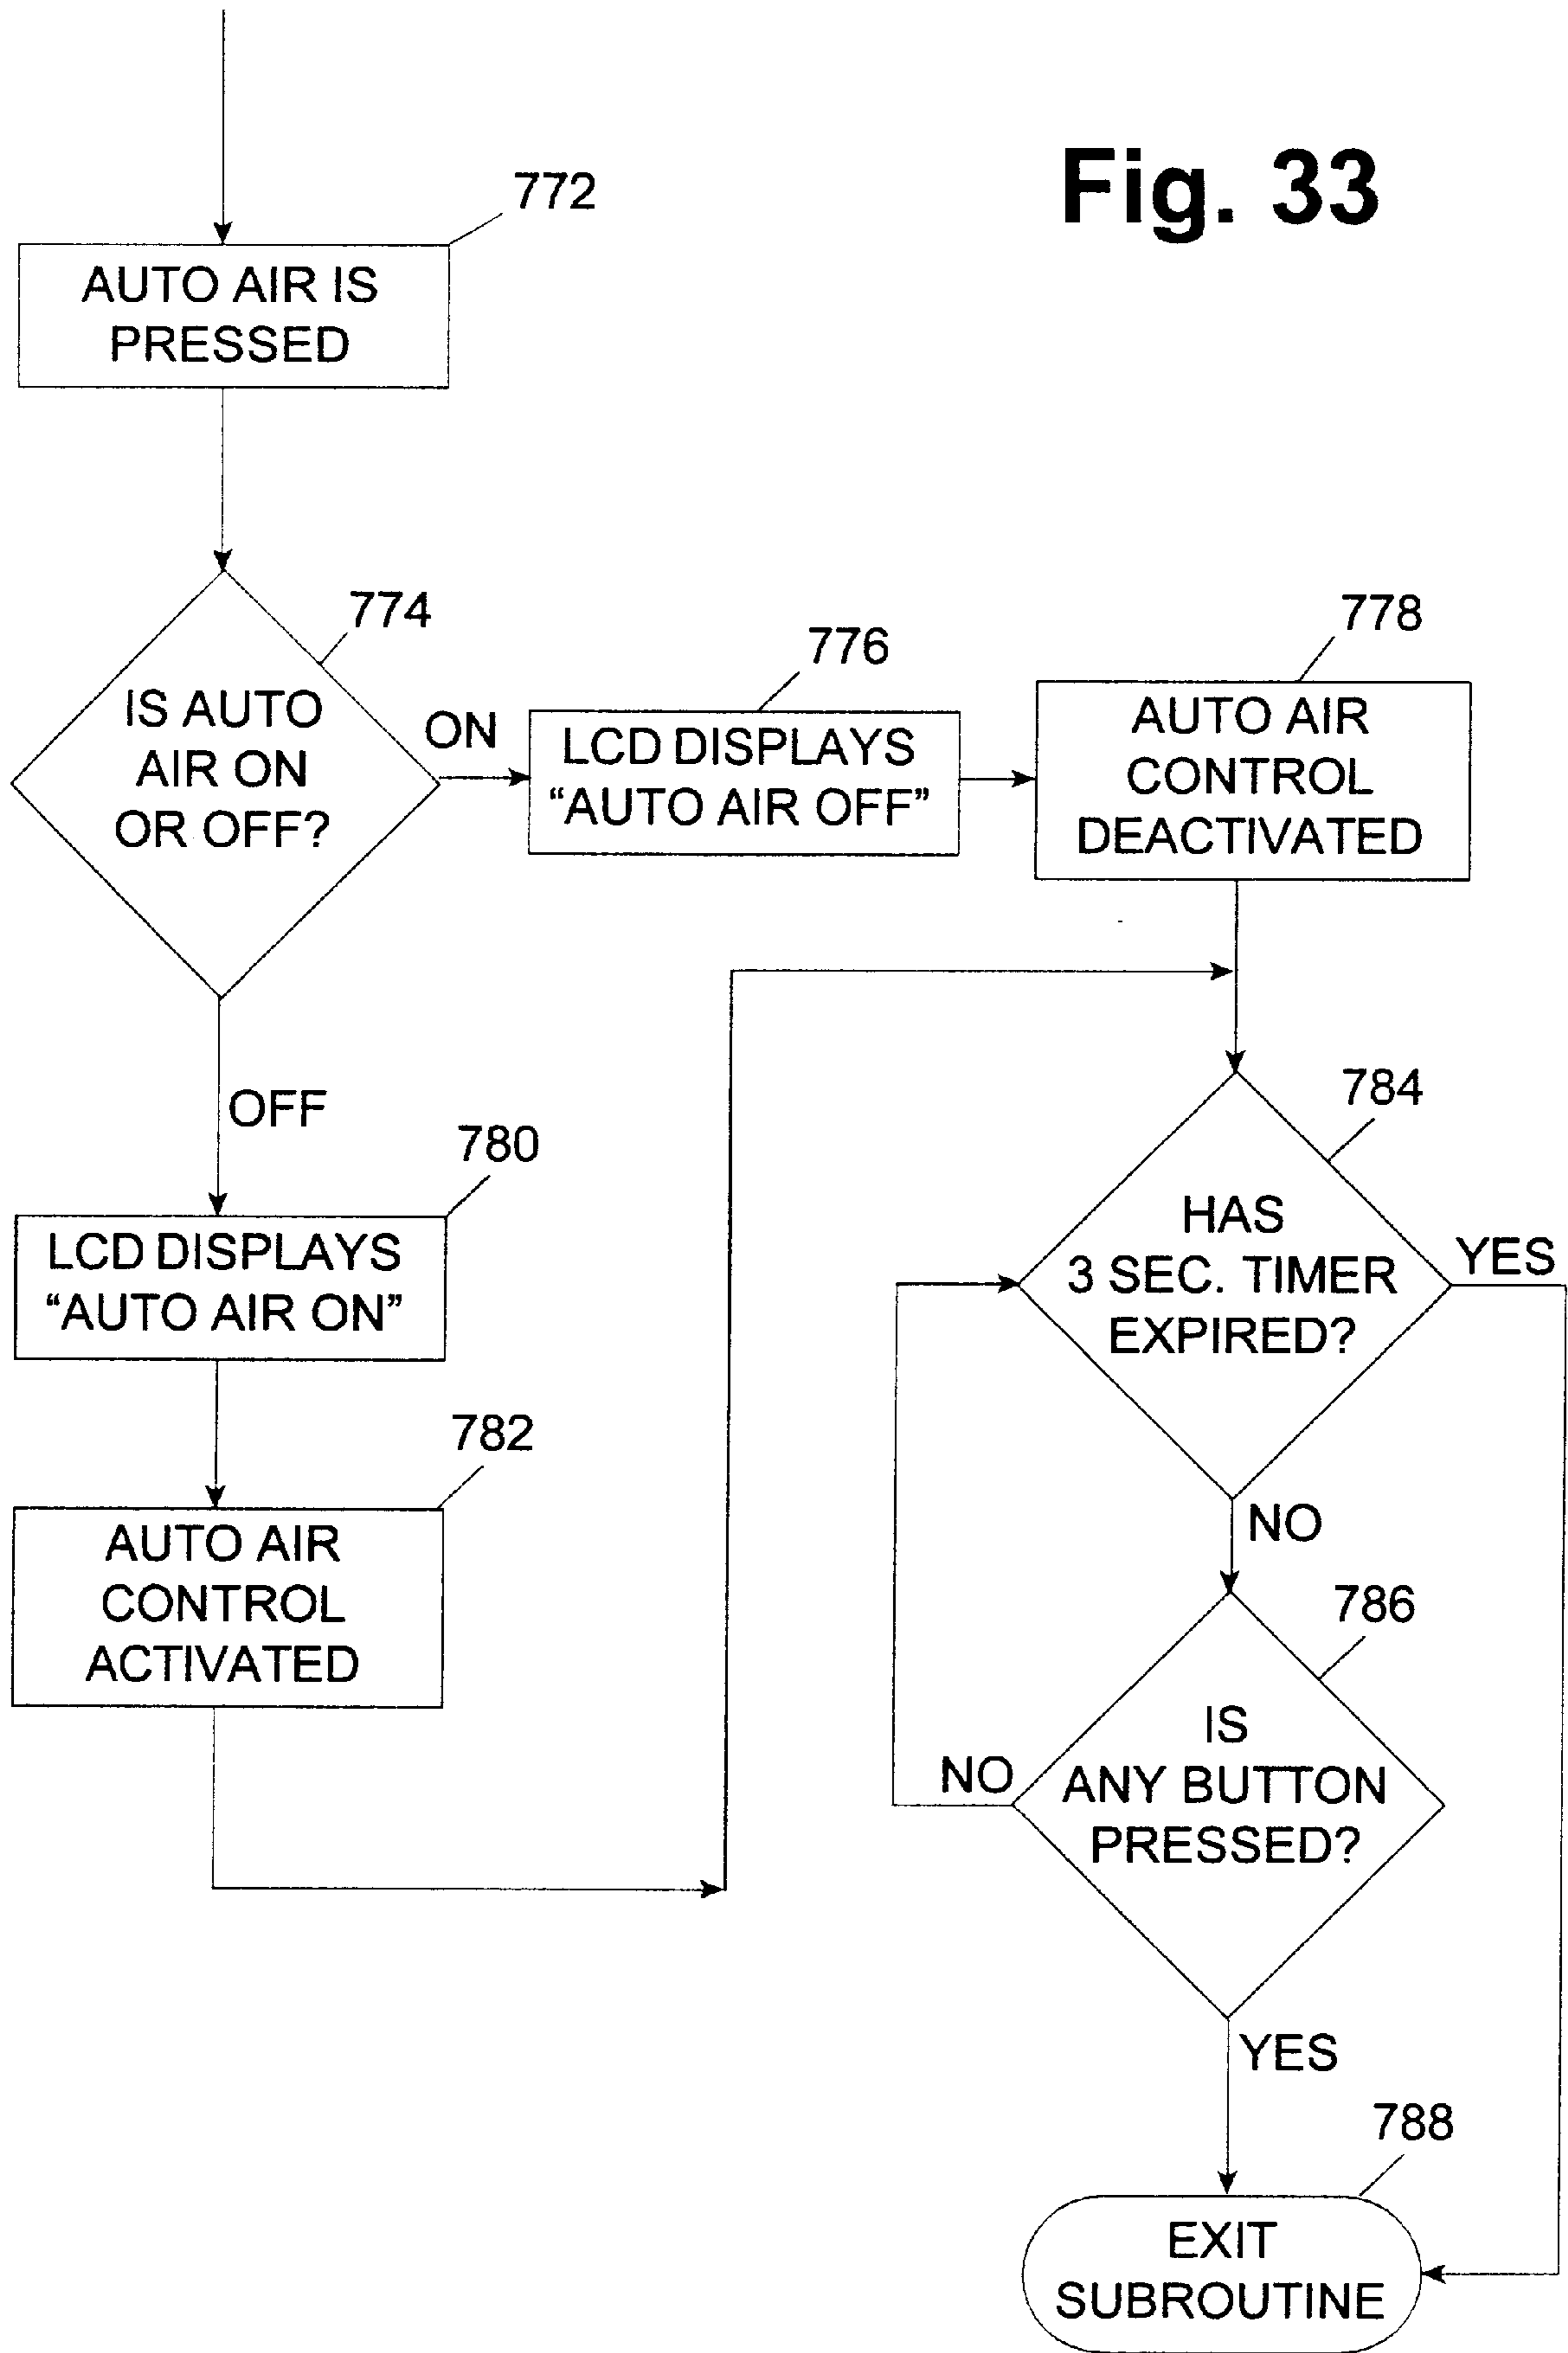 Fig. 33
772
AUTO AIR IS
PRESSED
774
IS AUTO
AIR ON
OR OFF?
ON
776
LCD DISPLAYS
“AUTO AIR OFF”
778
AUTO AIR
CONTROL
DEACTIVATED
OFF
780
LCD DISPLAYS
“AUTO AIR ON”
782
AUTO AIR
CONTROL
ACTIVATED
784
HAS
3 SEC. TIMER
EXPIRED?
YES
NO
786
IS
ANY BUTTON
PRESSED?
NO
YES
788
EXIT
SUBROUTINE